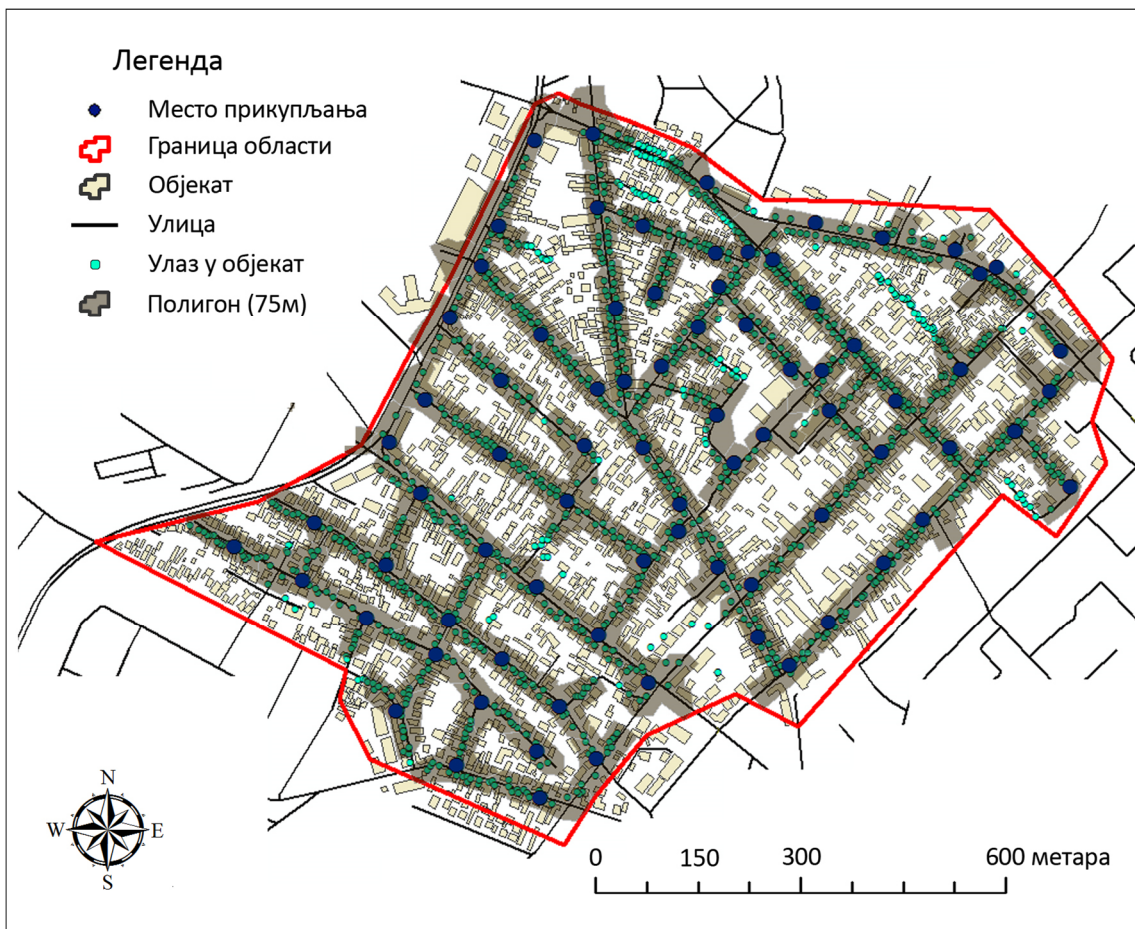 Легенда
Место прикупљања
Граница области
Објекат
Улица
Улаз у објекат
Полигон (75м)
N
W E
S
0 150 300 600 метара